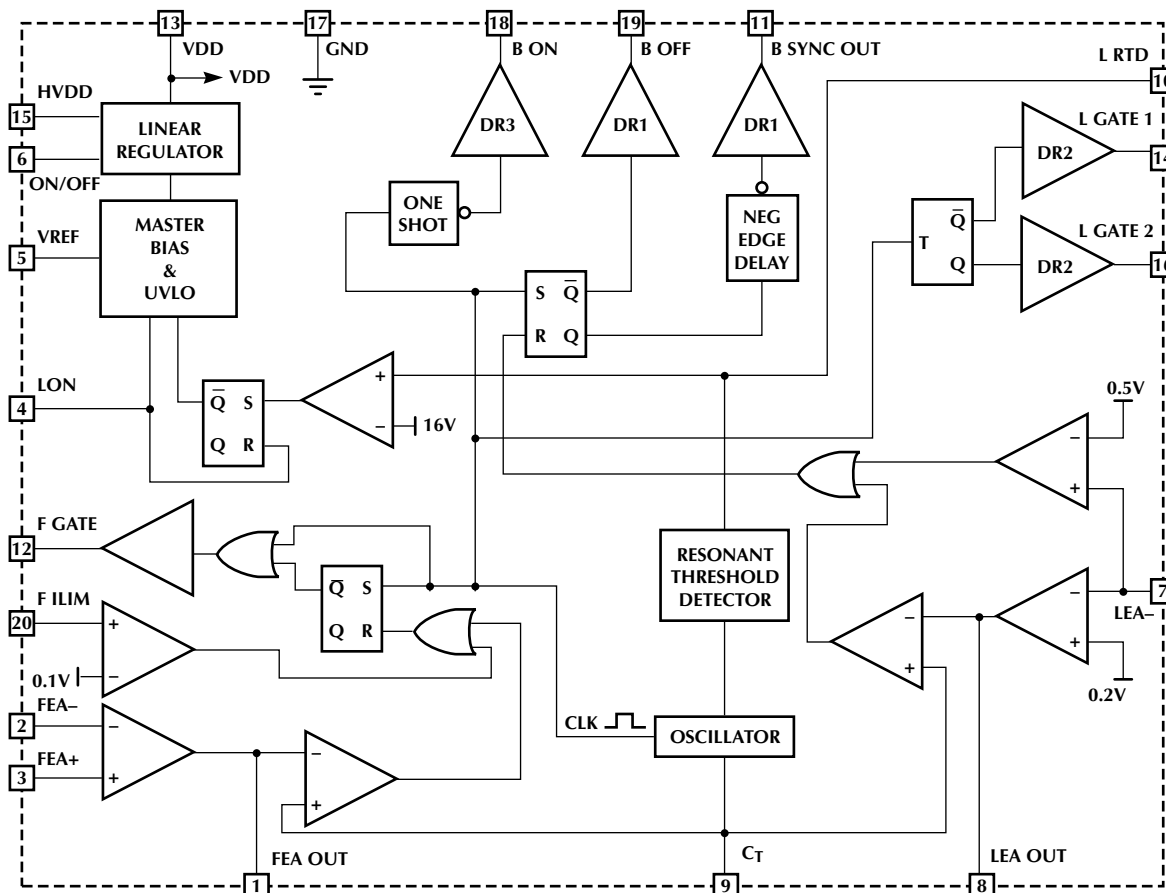 13 17 18 19 11
VDD GND B ON B OFF B SYNC OUT
VDD
L RTD
HVDD
15
LINEAR
REGULATOR
6
ON/OFF
DR3
DR1
DR1
L GATE 1
DR2
14
MASTER
BIAS
&
UVLO
VREF
5
ONE
SHOT
NEG
EDGE
DELAY
T Q̅
Q
L GATE 2
DR2
S Q̅
R Q
LON
4
Q̅ S
Q R
+
−
16V
0.5V
−
+
F GATE
12
Q̅ S
Q R
RESONANT
THRESHOLD
DETECTOR
F ILIM
20
+
−
0.1V
−
+
−
+
7
LEA–
0.2V
FEA–
2
−
FEA+
3
+
−
+
CLK
OSCILLATOR
FEA OUT
1
CT
9
LEA OUT
8